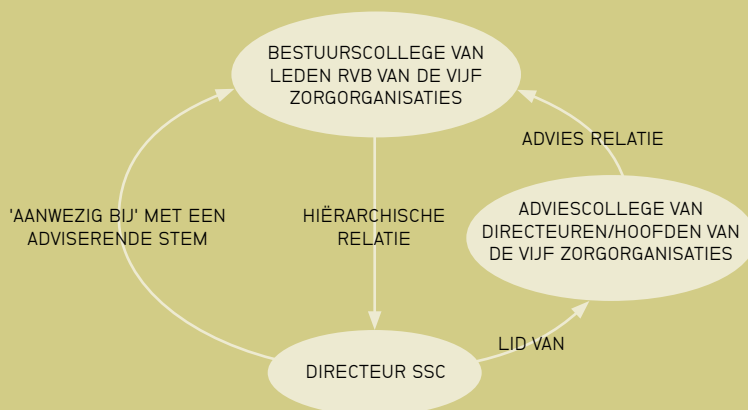 BESTUURSCOLLEGE VAN
LEDEN RVB VAN DE VIJF
ZORGORGANISATIES
ADVIES RELATIE
'AANWEZIG BIJ' MET EEN
ADVISERENDE STEM
HIËRARCHISCHE
RELATIE
ADVIESCOLLEGE VAN
DIRECTEUREN/HOOFDEN VAN
DE VIJF ZORGORGANISATIES
LID VAN
DIRECTEUR SSC